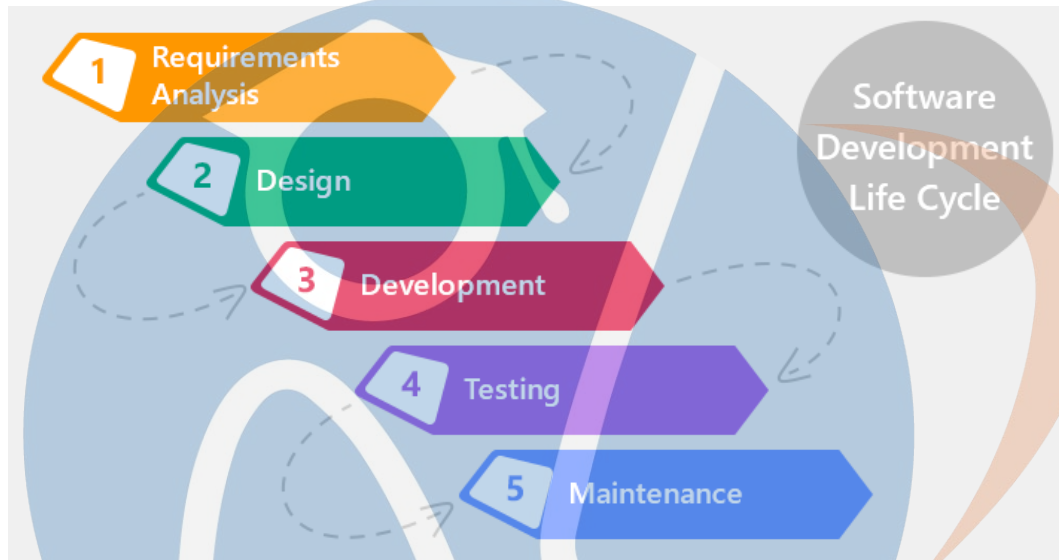 1
Requirements
Analysis
2
Design
3
Development
4
Testing
5
Maintenance
Software
Development
Life Cycle